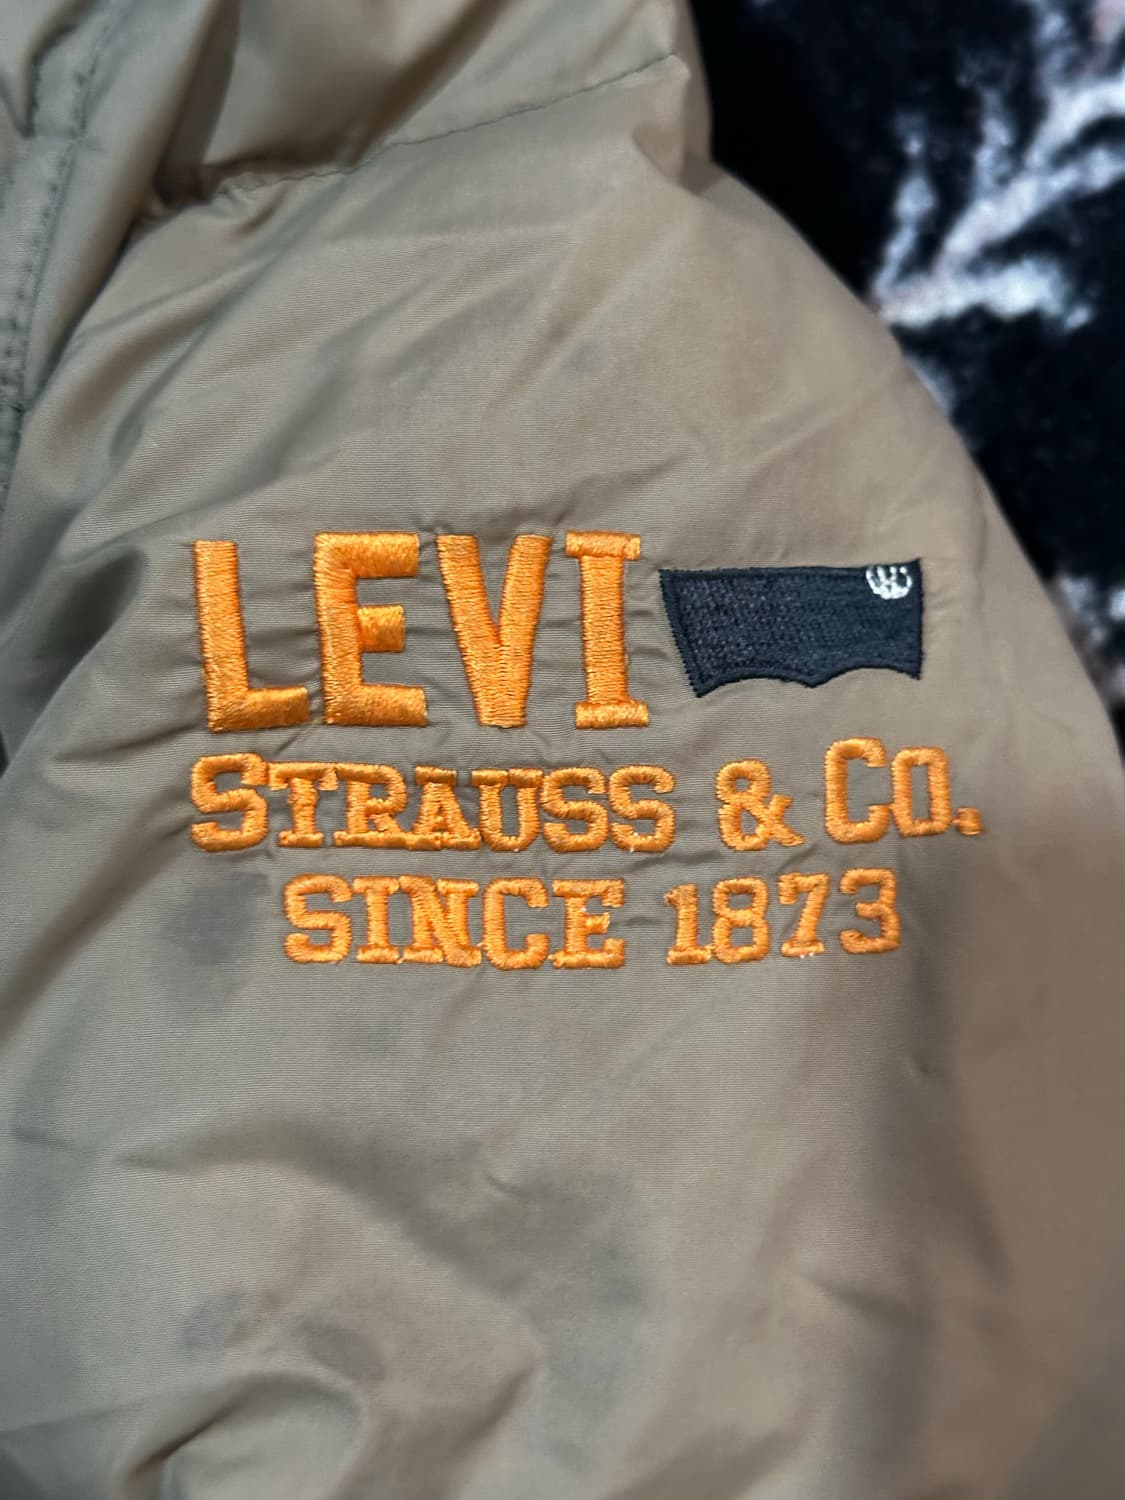 LEVI
STRAUSS & CO.
SINCE 1873